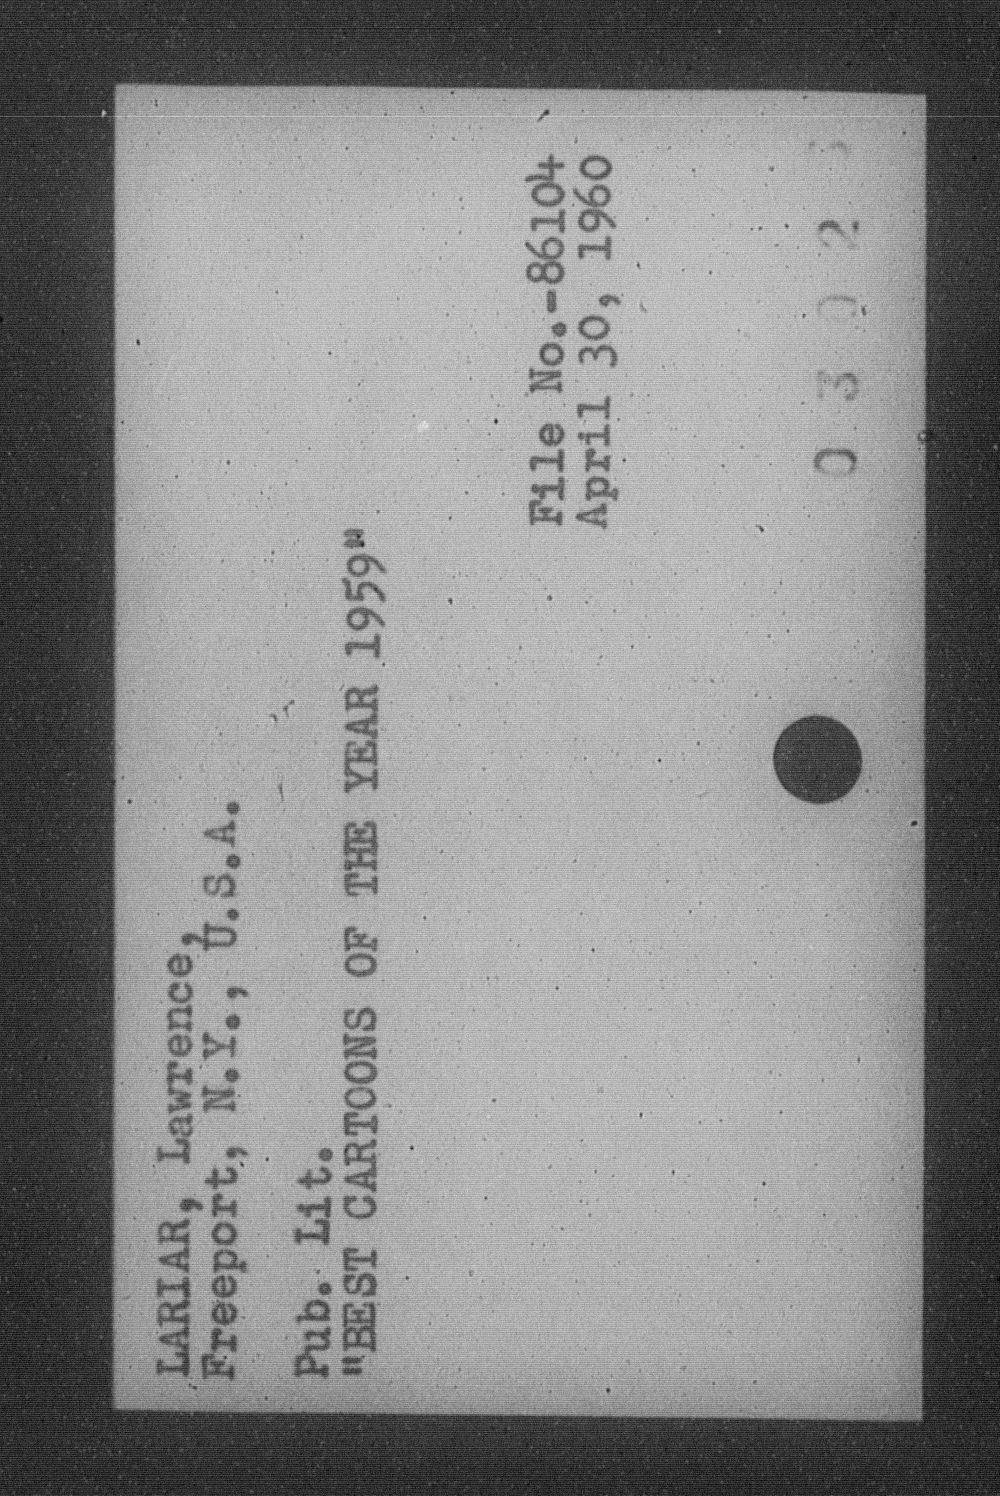 LARIAR, Lawrence,
Freeport, N.Y., U.S.A.
Pub. Lit.
"BEST CARTOONS OF THE YEAR 1959"
File No.-86104
April 30, 1960
0 3 0 2